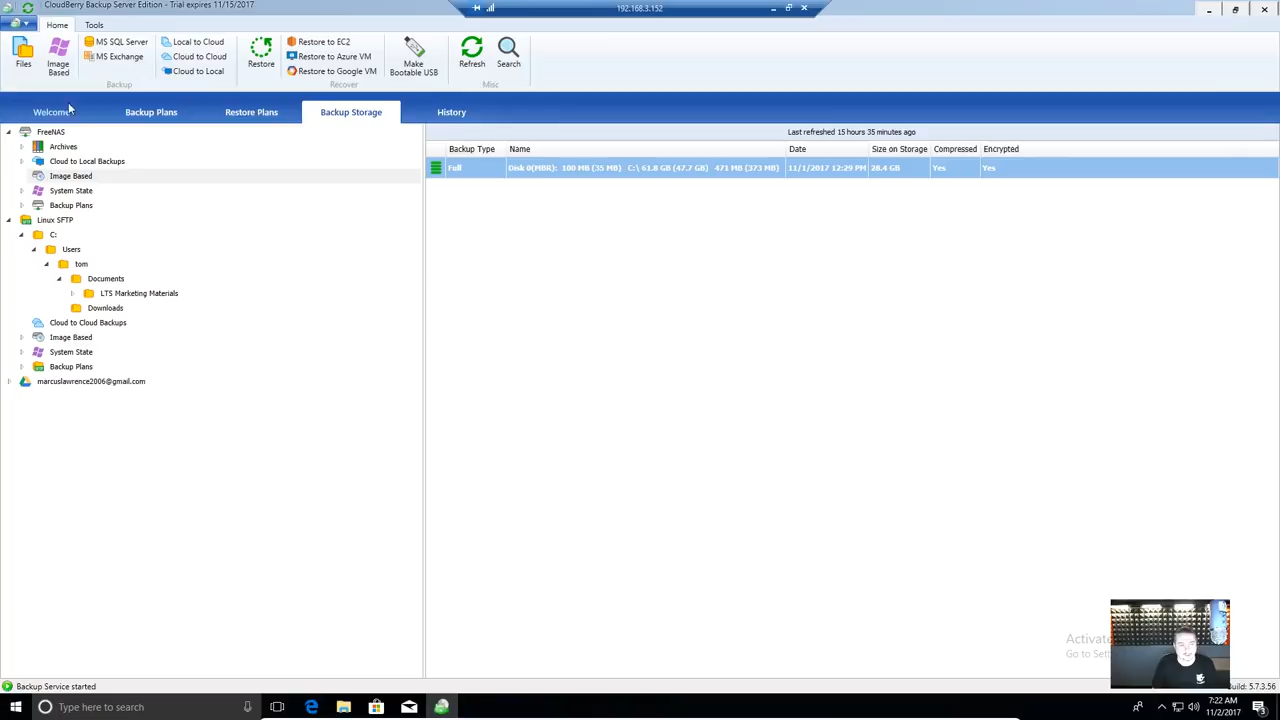 CloudBerry Backup Server Edition - Trial expires 11/15/2017
192.168.3.152
Home
Tools
Files
Image Based
MS SQL Server
MS Exchange
Backup
Local to Cloud
Cloud to Cloud
Cloud to Local
Restore
Restore to EC2
Restore to Azure VM
Restore to Google VM
Recover
Make Bootable USB
Refresh
Search
Misc
Welcome
Backup Plans
Restore Plans
Backup Storage
History
FreeNAS
Archives
Cloud to Local Backups
Image Based
System State
Backup Plans
Linux SFTP
C:
Users
tom
Documents
LTS Marketing Materials
Downloads
Cloud to Cloud Backups
Image Based
System State
Backup Plans
marcuslawrence2006@gmail.com
Last refreshed 15 hours 35 minutes ago
Backup Type Name Date Size on Storage Compressed Encrypted
Full Disk 0(MBR): 100 MB (35 MB) C:\ 61.8 GB (47.7 GB) 471 MB (373 MB) 11/1/2017 12:29 PM 28.4 GB Yes Yes
Go to
Backup Service started
Build: 5.7.3.56
Type here to search
7:22 AM
11/2/2017